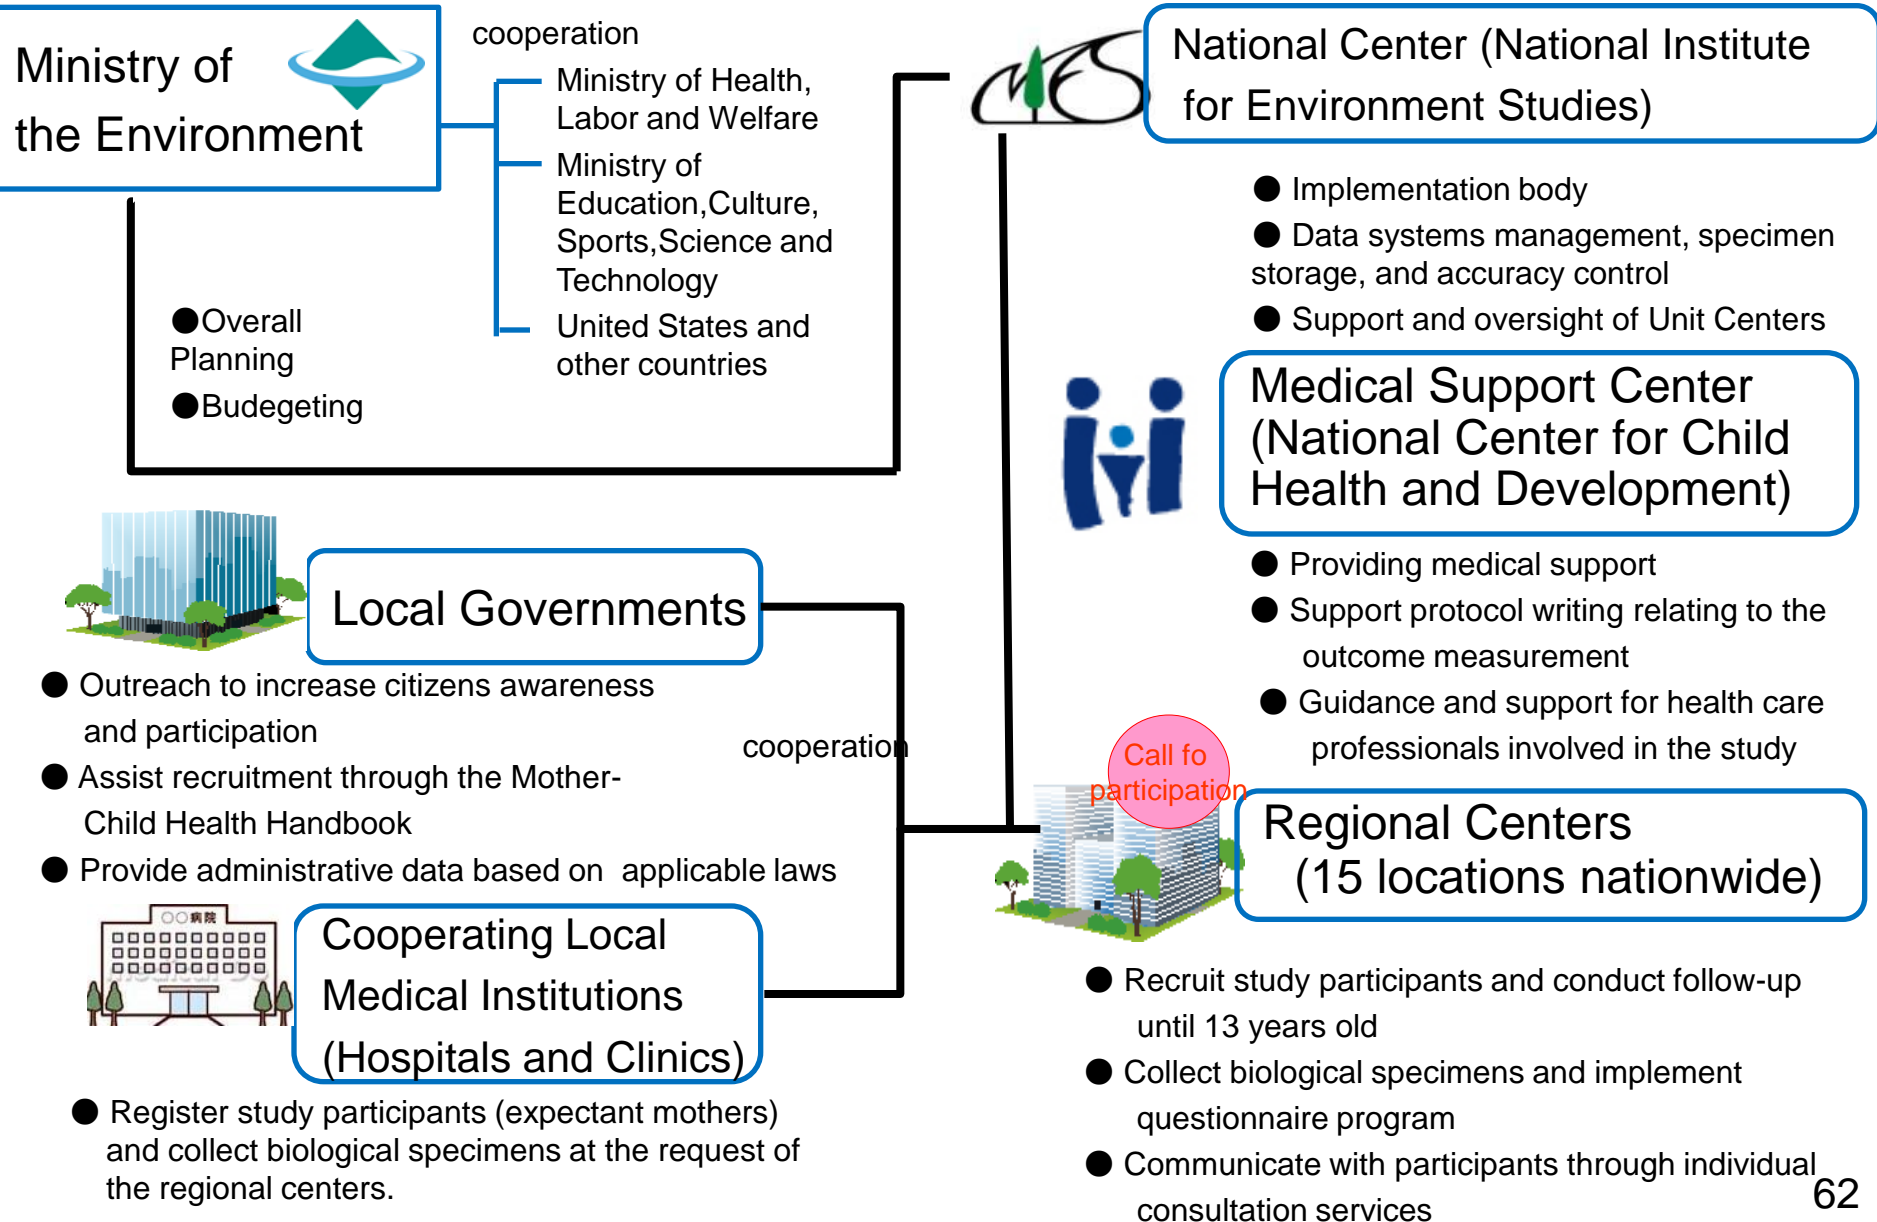 Ministry of
the Environment
cooperation
Ministry of Health,
Labor and Welfare
Ministry of
Education,Culture,
Sports,Science and
Technology
United States and
other countries
●Overall
Planning
●Budegeting
National Center (National Institute
for Environment Studies)
● Implementation body
● Data systems management, specimen
storage, and accuracy control
● Support and oversight of Unit Centers
Medical Support Center
(National Center for Child
Health and Development)
● Providing medical support
● Support protocol writing relating to the
outcome measurement
● Guidance and support for health care
professionals involved in the study
Local Governments
● Outreach to increase citizens awareness
and participation
● Assist recruitment through the Mother-
Child Health Handbook
● Provide administrative data based on applicable laws
cooperation
Call fo
participation
Regional Centers
(15 locations nationwide)
● Recruit study participants and conduct follow-up
until 13 years old
● Collect biological specimens and implement
questionnaire program
● Communicate with participants through individual
consultation services
○○病院
Cooperating Local
Medical Institutions
(Hospitals and Clinics)
● Register study participants (expectant mothers)
and collect biological specimens at the request of
the regional centers.
62